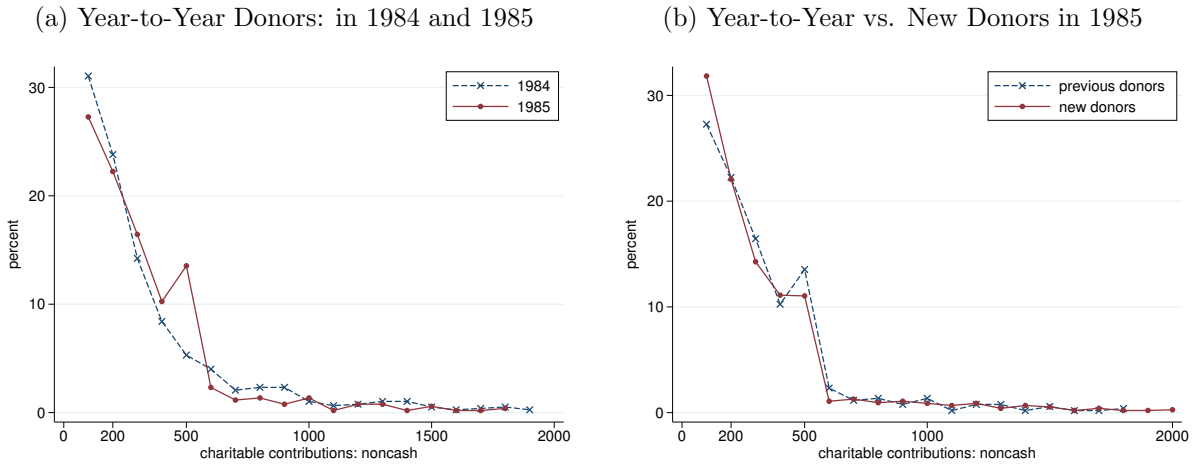 (a) Year-to-Year Donors: in 1984 and 1985
30
20
10
0
percent
1984
1985
0 200 500 1000 1500 2000
charitable contributions: noncash
(b) Year-to-Year vs. New Donors in 1985
30
20
10
0
percent
previous donors
new donors
0 200 500 1000 2000
charitable contributions: noncash